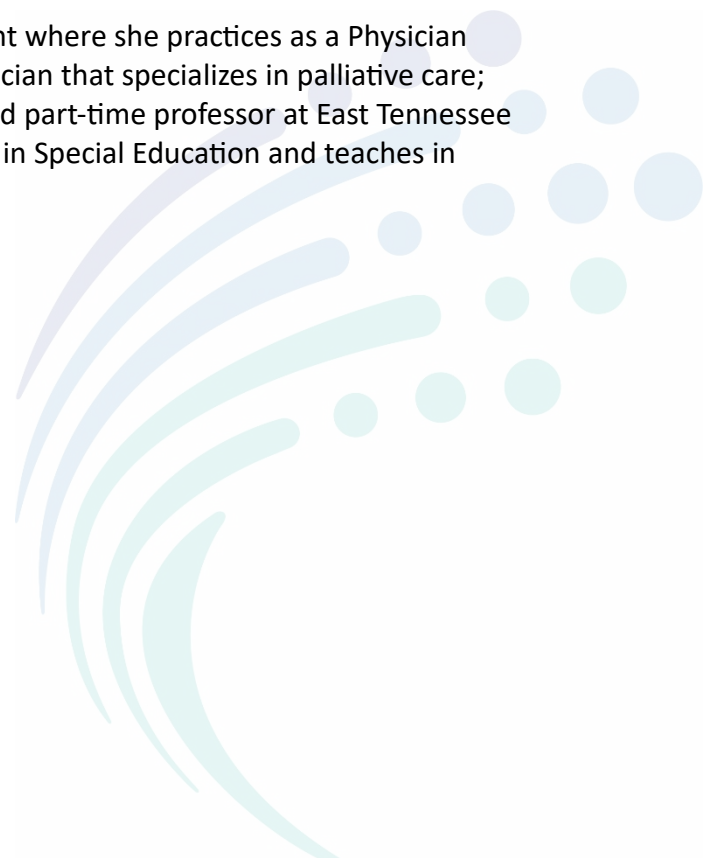 nt where she practices as a Physician
cian that specializes in palliative care;
d part-time professor at East Tennessee
in Special Education and teaches in